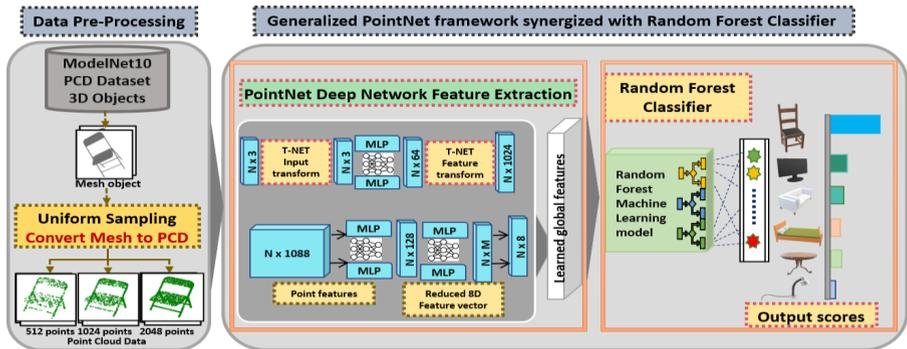 Data Pre-Processing
ModelNet10
PCD Dataset
3D Objects
Mesh object
Uniform Sampling
Convert Mesh to PCD
512 points 1024 points 2048 points
Point Cloud Data
Generalized PointNet framework synergized with Random Forest Classifier
PointNet Deep Network Feature Extraction
N x 3
T-NET
Input
transform
N x 3
MLP
MLP
N x 64
T-NET
Feature
transform
N x 1024
N x 1088
Point features
MLP
MLP
N x 128
MLP
MLP
Reduced 8D
Feature vector
N x M
N x 8
Learned global features
Random Forest
Classifier
Random
Forest
Machine
Learning
model
Output scores